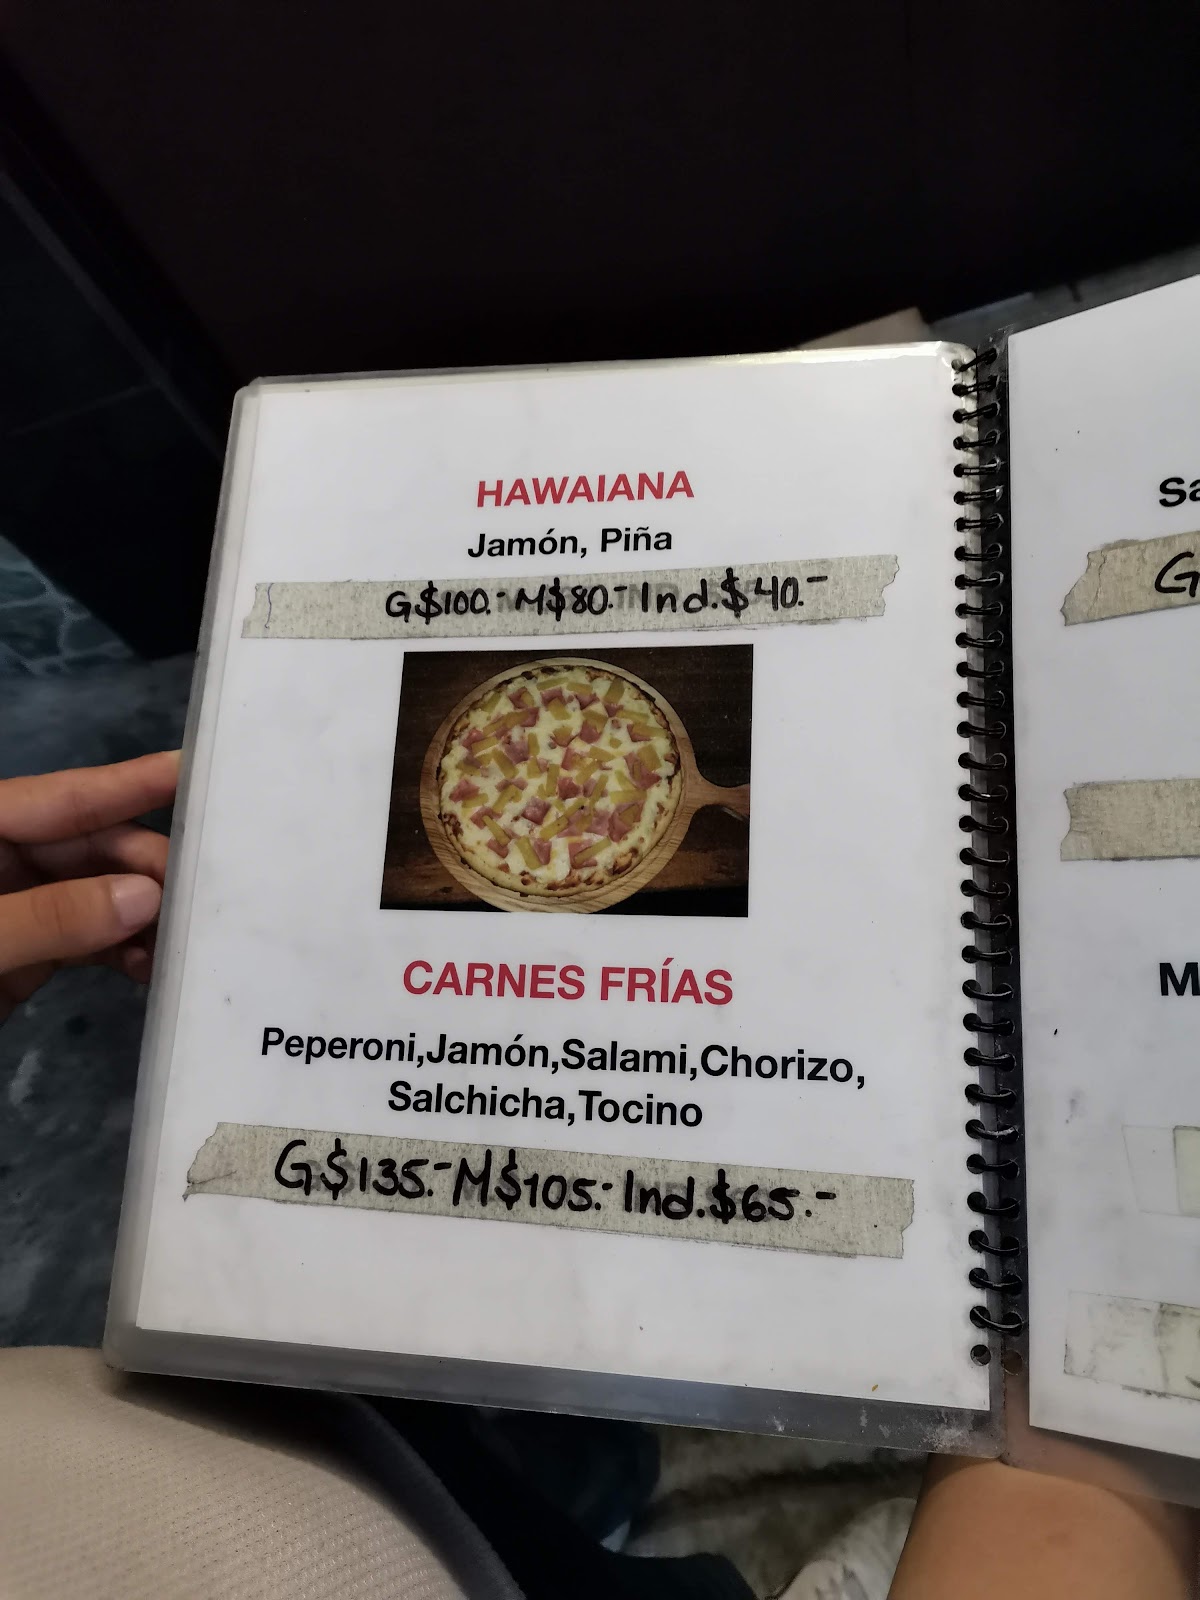 HAWAIANA
Jamón, Piña
G$100.- M$80.- Ind.$40.-
CARNES FRÍAS
Peperoni,Jamón,Salami,Chorizo,
Salchicha,Tocino
G$135.- M$105.- Ind.$65.-
Sa
G
M